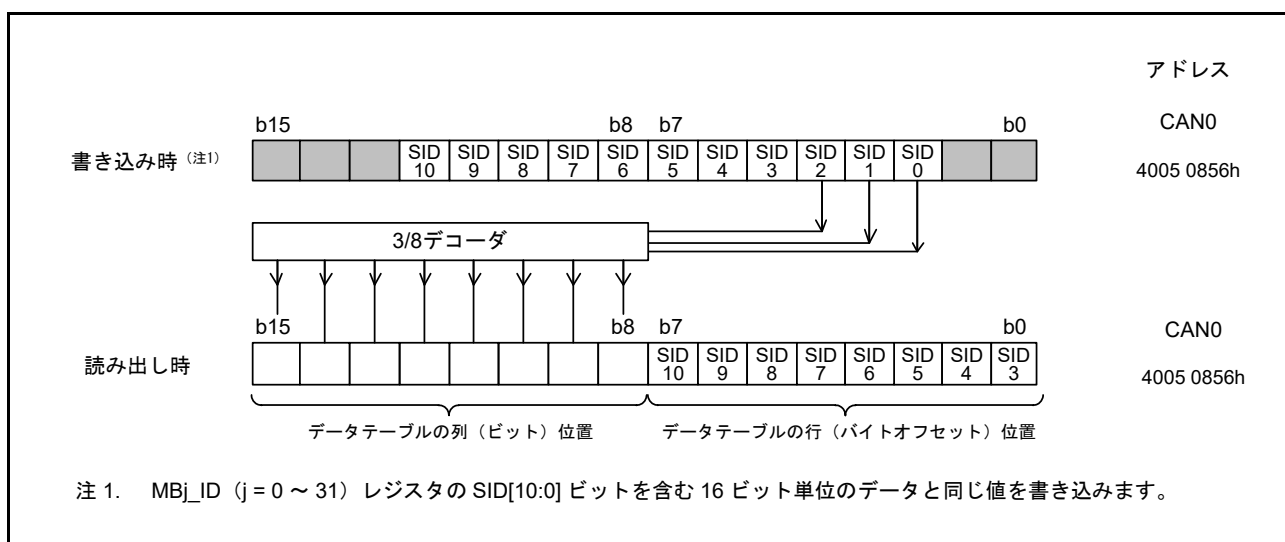 アドレス
b15 b8 b7 b0 CAN0
書き込み時（注1） SID 10 SID 9 SID 8 SID 7 SID 6 SID 5 SID 4 SID 3 SID 2 SID 1 SID 0 4005 0856h
3/8デコーダ
b15 b8 b7 b0 CAN0
読み出し時 SID 10 SID 9 SID 8 SID 7 SID 6 SID 5 SID 4 SID 3 4005 0856h
データテーブルの列（ビット）位置 データテーブルの行（バイトオフセット）位置
注 1. MBj_ID（j = 0 ～ 31）レジスタの SID[10:0] ビットを含む 16 ビット単位のデータと同じ値を書き込みます。